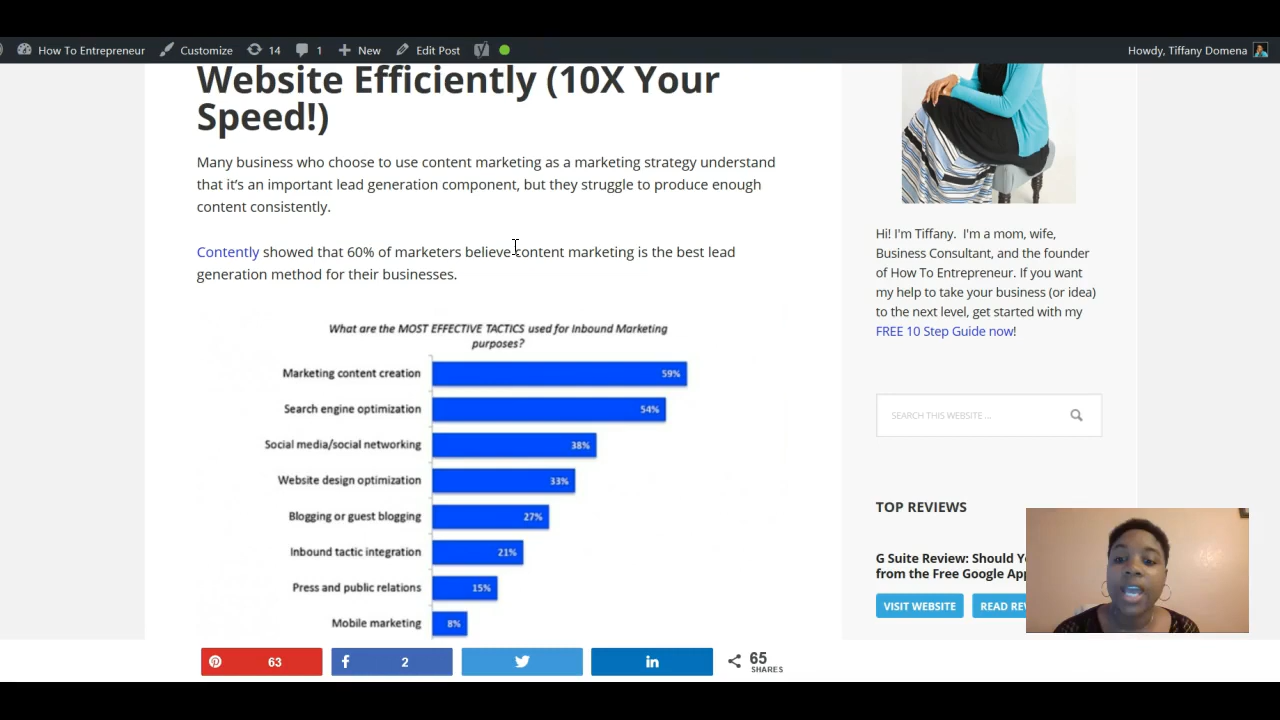 How To Entrepreneur Customize 14 1 New Edit Post Howdy, Tiffany Domena
Website Efficiently (10X Your
Speed!)
Many business who choose to use content marketing as a marketing strategy understand
that it's an important lead generation component, but they struggle to produce enough
content consistently.
Contently showed that 60% of marketers believe content marketing is the best lead
generation method for their businesses.
What are the MOST EFFECTIVE TACTICS used for Inbound Marketing
purposes?
Marketing content creation 59%
Search engine optimization 54%
Social media/social networking 38%
Website design optimization 33%
Blogging or guest blogging 27%
Inbound tactic integration 21%
Press and public relations 15%
Mobile marketing 8%
63 2 65
SHARES
Hi! I'm Tiffany. I'm a mom, wife,
Business Consultant, and the founder
of How To Entrepreneur. If you want
my help to take your business (or idea)
to the next level, get started with my
FREE 10 Step Guide now!
SEARCH THIS WEBSITE ...
TOP REVIEWS
G Suite Review: Should
from the Free Google
VISIT WEBSITE READ